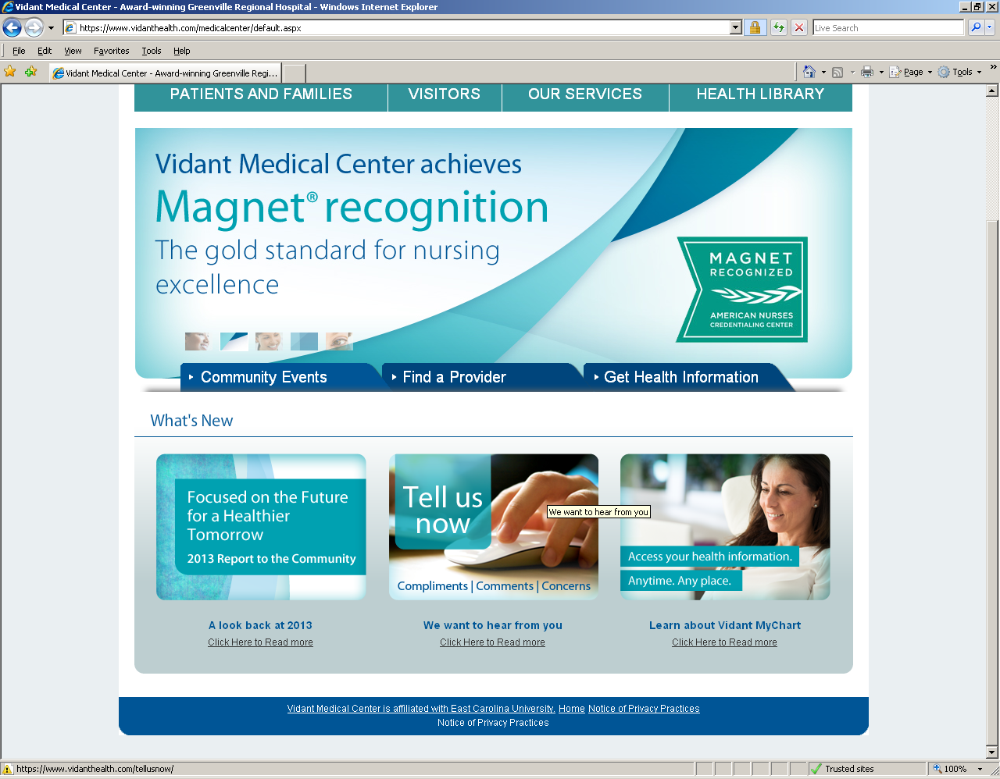 Vidant Medical Center - Award-winning Greenville Regional Hospital - Windows Internet Explorer
https://www.vidanthealth.com/medicalcenter/default.aspx
Live Search
File Edit View Favorites Tools Help
Vidant Medical Center - Award-winning Greenville Regi...
Page Tools
PATIENTS AND FAMILIES VISITORS OUR SERVICES HEALTH LIBRARY
Vidant Medical Center achieves
Magnet® recognition
The gold standard for nursing
excellence
MAGNET
RECOGNIZED
AMERICAN NURSES
CREDENTIALING CENTER
Community Events Find a Provider Get Health Information
What's New
Focused on the Future
for a Healthier
Tomorrow
2013 Report to the Community
Tell us
now
We want to hear from you
Compliments | Comments | Concerns
Access your health information.
Anytime. Any place.
A look back at 2013
Click Here to Read more
We want to hear from you
Click Here to Read more
Learn about Vidant MyChart
Click Here to Read more
Vidant Medical Center is affiliated with East Carolina University. Home Notice of Privacy Practices
Notice of Privacy Practices
https://www.vidanthealth.com/tellusnow/
Trusted sites
100%